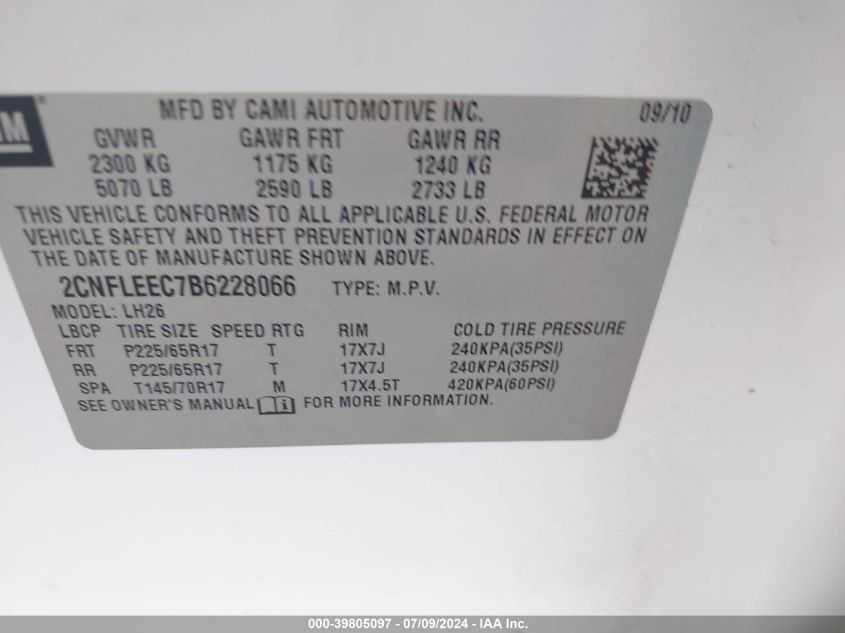 MFD BY CAMI AUTOMOTIVE INC. 09/10
GVWR GAWR FRT GAWR RR
2300 KG 1175 KG 1240 KG
5070 LB 2590 LB 2733 LB
THIS VEHICLE CONFORMS TO ALL APPLICABLE U.S. FEDERAL MOTOR
VEHICLE SAFETY AND THEFT PREVENTION STANDARDS IN EFFECT ON
THE DATE OF MANUFACTURE SHOWN ABOVE.
2CNFLEEC7B6228066 TYPE: M.P.V.
MODEL: LH26
LBCP TIRE SIZE SPEED RTG RIM COLD TIRE PRESSURE
FRT P225/65R17 T 17X7J 240KPA(35PSI)
RR P225/65R17 T 17X7J 240KPA(35PSI)
SPA T145/70R17 M 17X4.5T 420KPA(60PSI)
SEE OWNER'S MANUAL i FOR MORE INFORMATION.
000-39805097 - 07/09/2024 - IAA Inc.